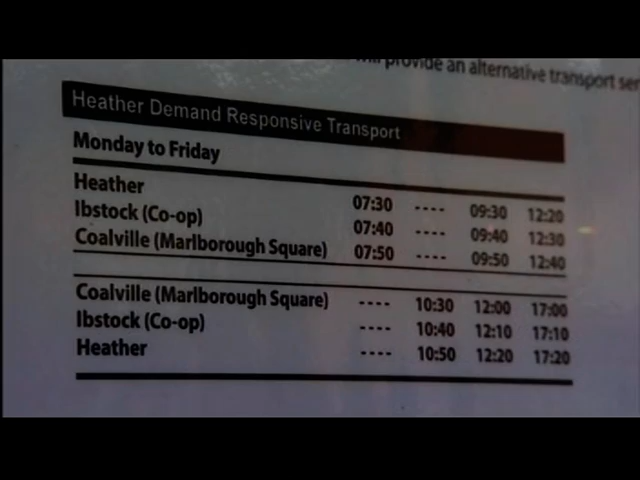 will provide an alternative transport ser
Heather Demand Responsive Transport
Monday to Friday
Heather 07:30 ---- 09:30 12:20
Ibstock (Co-op) 07:40 ---- 09:40 12:30
Coalville (Marlborough Square) 07:50 ---- 09:50 12:40
Coalville (Marlborough Square) ---- 10:30 12:00 17:00
Ibstock (Co-op) ---- 10:40 12:10 17:10
Heather ---- 10:50 12:20 17:20